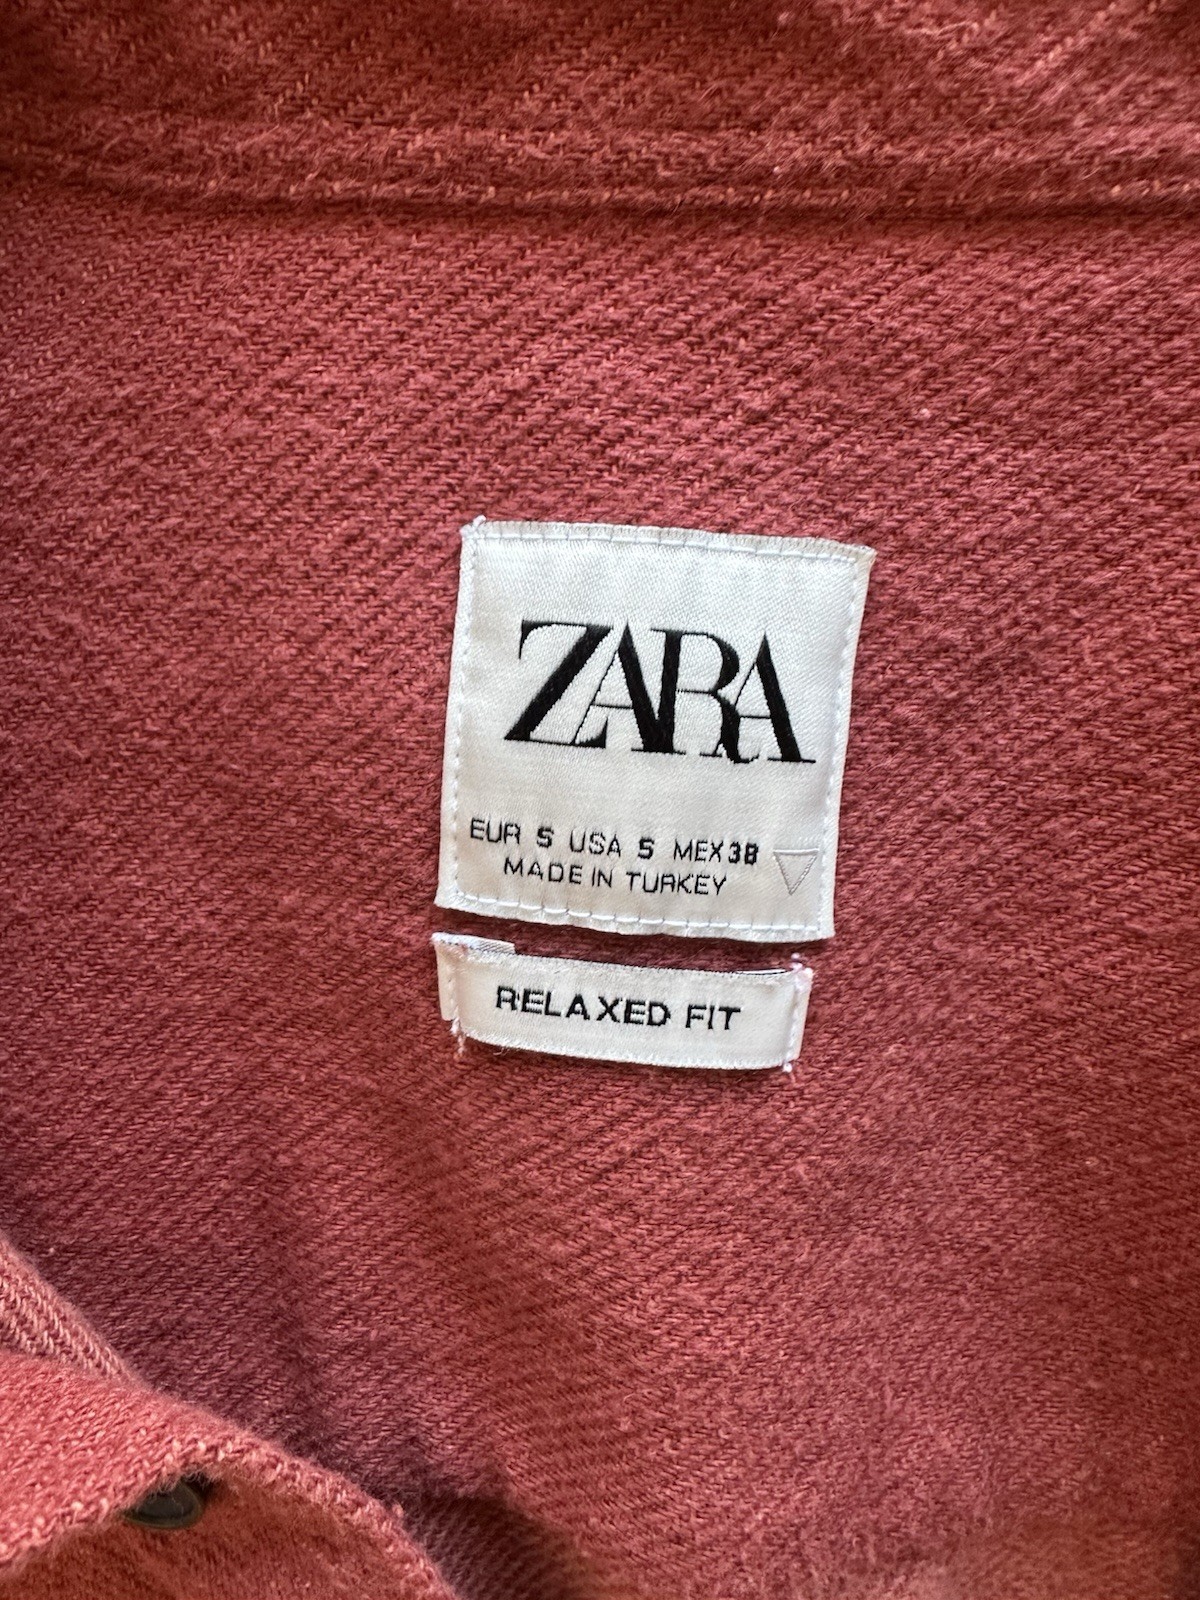 ZARA
EUR S USA S MEX 38
MADE IN TURKEY
RELAXED FIT